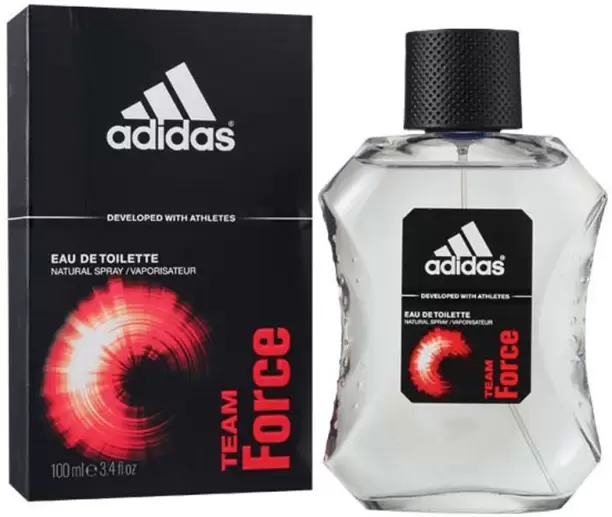 adidas
DEVELOPED WITH ATHLETES
EAU DE TOILETTE
NATURAL SPRAY / VAPORISATEUR
TEAM
Force
100 ml e 3.4 fl oz
adidas
DEVELOPED WITH ATHLETES
EAU DE TOILETTE
NATURAL SPRAY / VAPORISATEUR
TEAM
Force